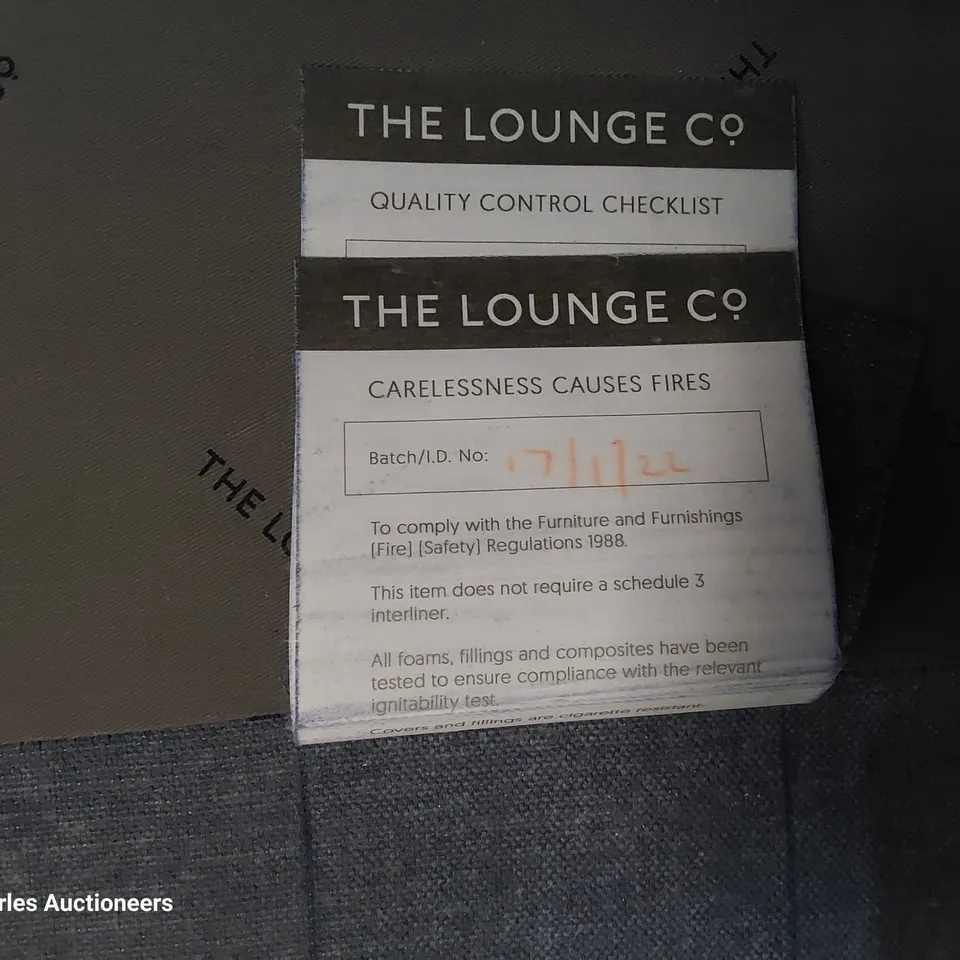 THE LOUNGE Cº
QUALITY CONTROL CHECKLIST
THE LOUNGE Cº
CARELESSNESS CAUSES FIRES
Batch/I.D. No: 17/1/22
To comply with the Furniture and Furnishings
[Fire] [Safety] Regulations 1988.
This item does not require a schedule 3
interliner.
All foams, fillings and composites have been
tested to ensure compliance with the relevant
ignitability test.
Covers and fillings are cigarette resistant
THE LO
HT
TH
rles Auctioneers